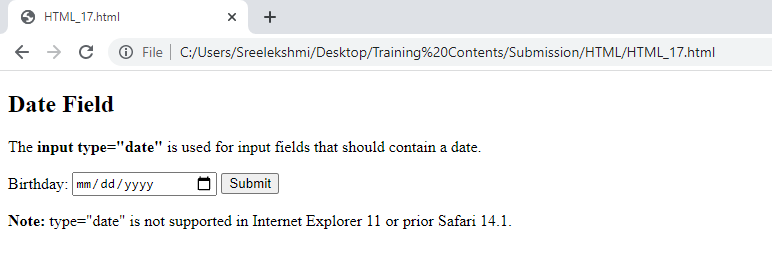 HTML_17.html
File | C:/Users/Sreelekshmi/Desktop/Training%20Contents/Submission/HTML/HTML_17.html
Date Field
The input type="date" is used for input fields that should contain a date.
Birthday: mm/dd/yyyy Submit
Note: type="date" is not supported in Internet Explorer 11 or prior Safari 14.1.